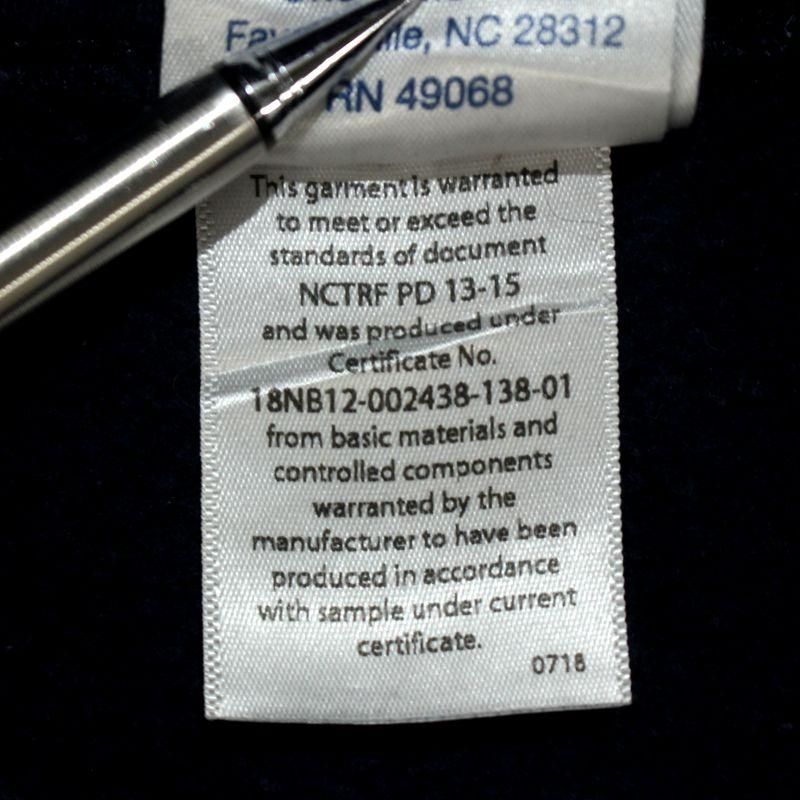 NC 28312
RN 49068
This garment is warranted
to meet or exceed the
standards of document
NCTRF PD 13-15
and was produced under
Certificate No.
18NB12-002438-138-01
from basic materials and
controlled components
warranted by the
manufacturer to have been
produced in accordance
with sample under current
certificate.
0718